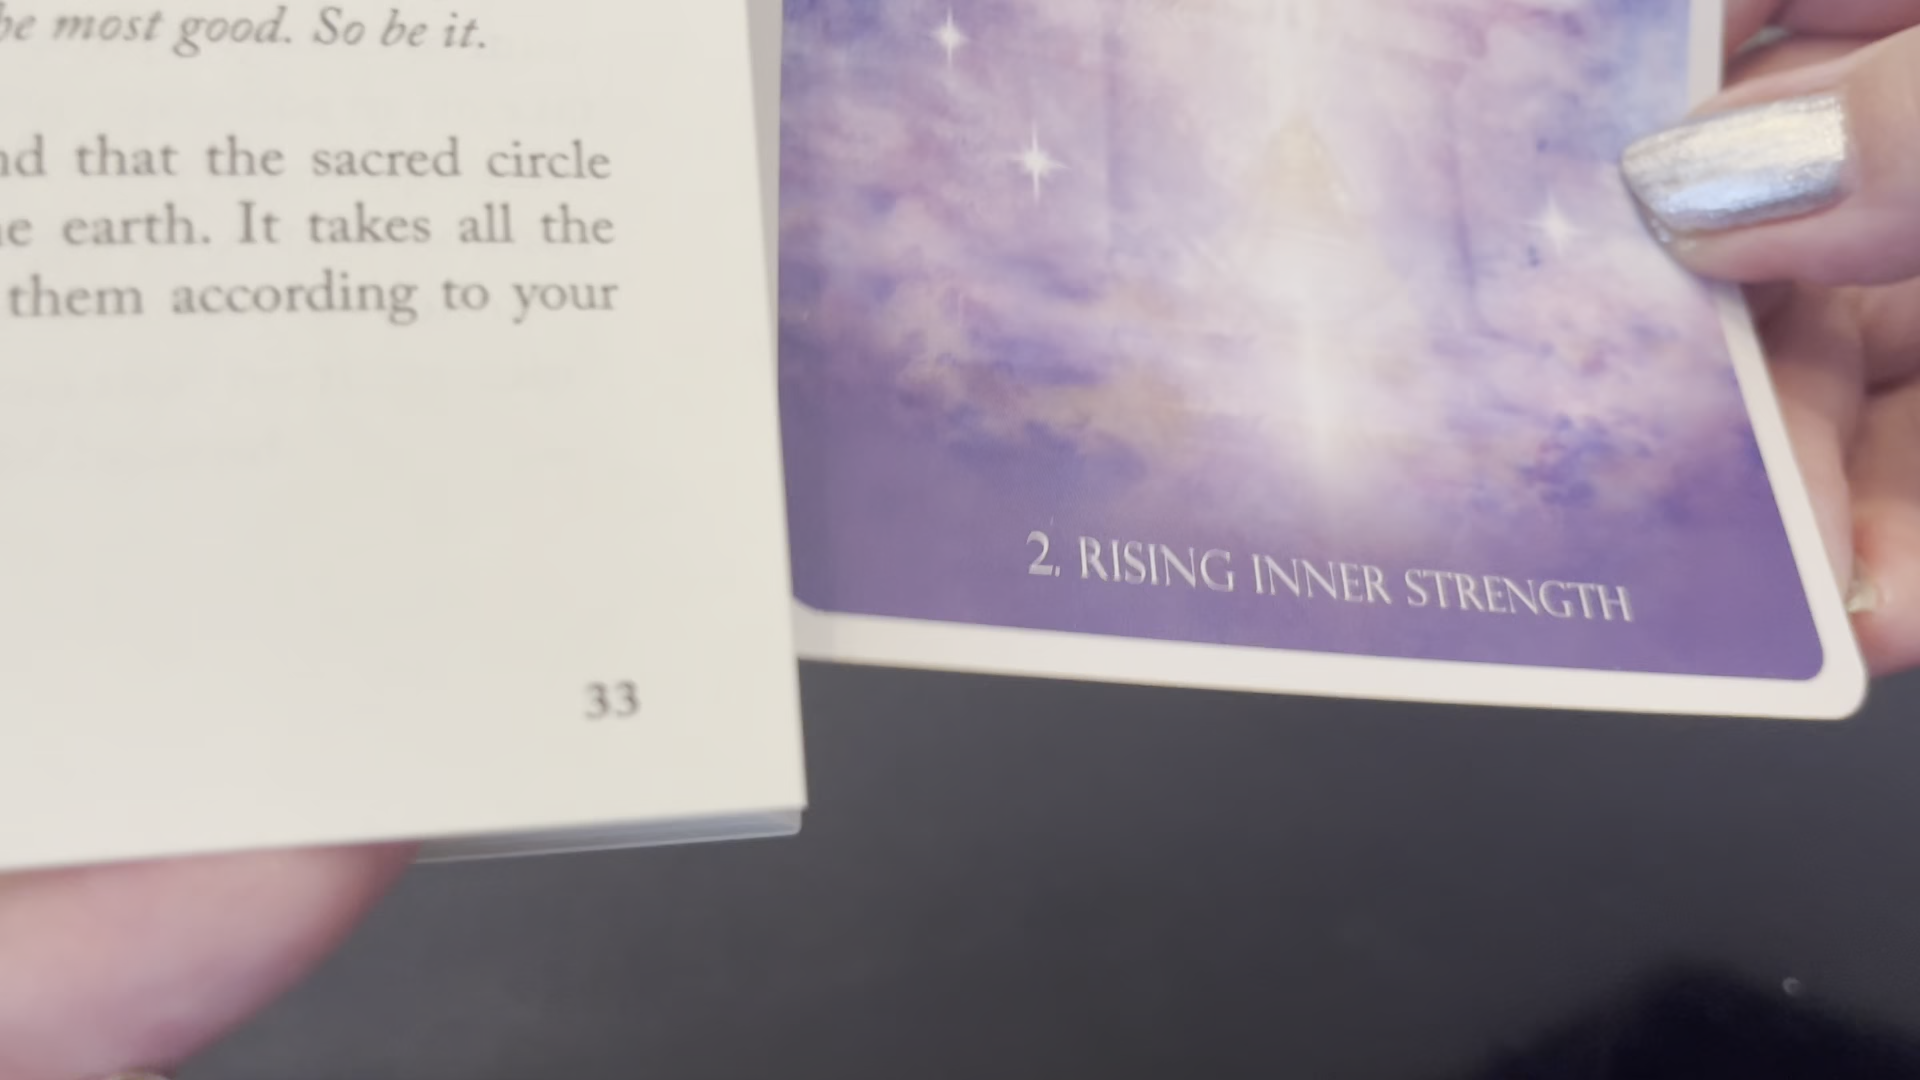 be most good. So be it.
that the sacred circle
earth. It takes all the
them according to your
33
2. RISING INNER STRENGTH